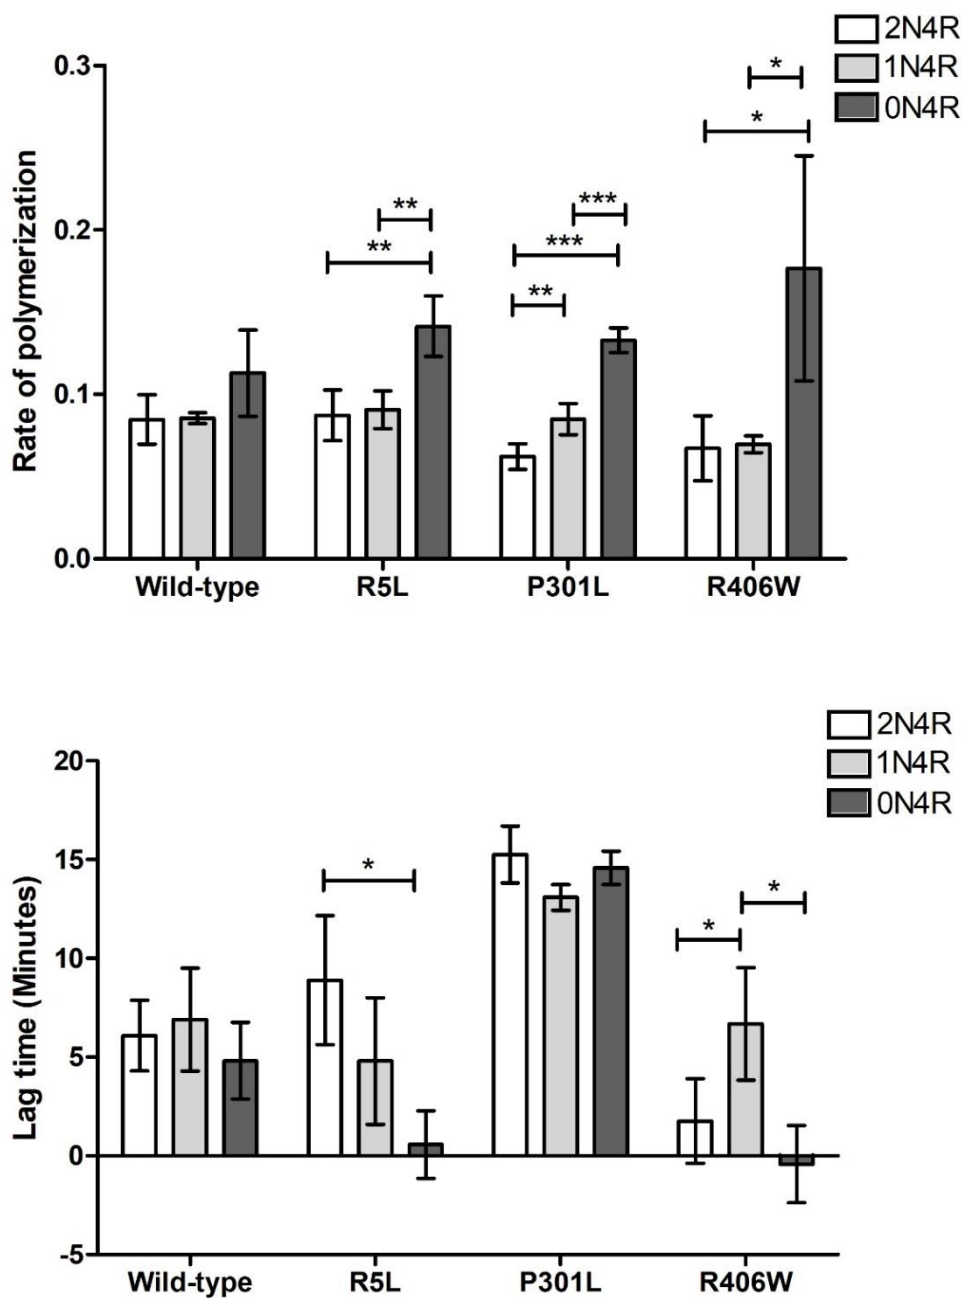 2N4R
1N4R
0N4R
Rate of polymerization
0.3
0.2
0.1
0.0
*
*
**
**
***
***
**
Wild-type R5L P301L R406W
2N4R
1N4R
0N4R
Lag time (Minutes)
20
15
10
5
0
-5
*
*
*
Wild-type R5L P301L R406W